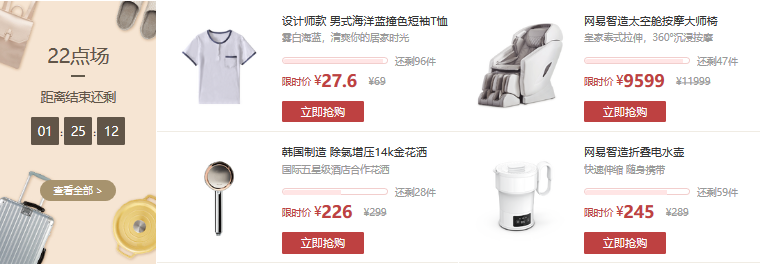 22点场
距离结束还剩
01 : 25 : 12
查看全部 >
设计师款 男式海洋蓝撞色短袖T恤
雾白海蓝，清爽你的居家时光
还剩96件
限时价 ¥27.6 ¥69
立即抢购
网易智造太空舱按摩大师椅
皇家泰式拉伸，360°沉浸按摩
还剩47件
限时价 ¥9599 ¥11999
立即抢购
韩国制造 除氯增压14k金花洒
国际五星级酒店合作花洒
还剩28件
限时价 ¥226 ¥299
立即抢购
网易智造折叠电水壶
快速伸缩 随身携带
还剩59件
限时价 ¥245 ¥289
立即抢购